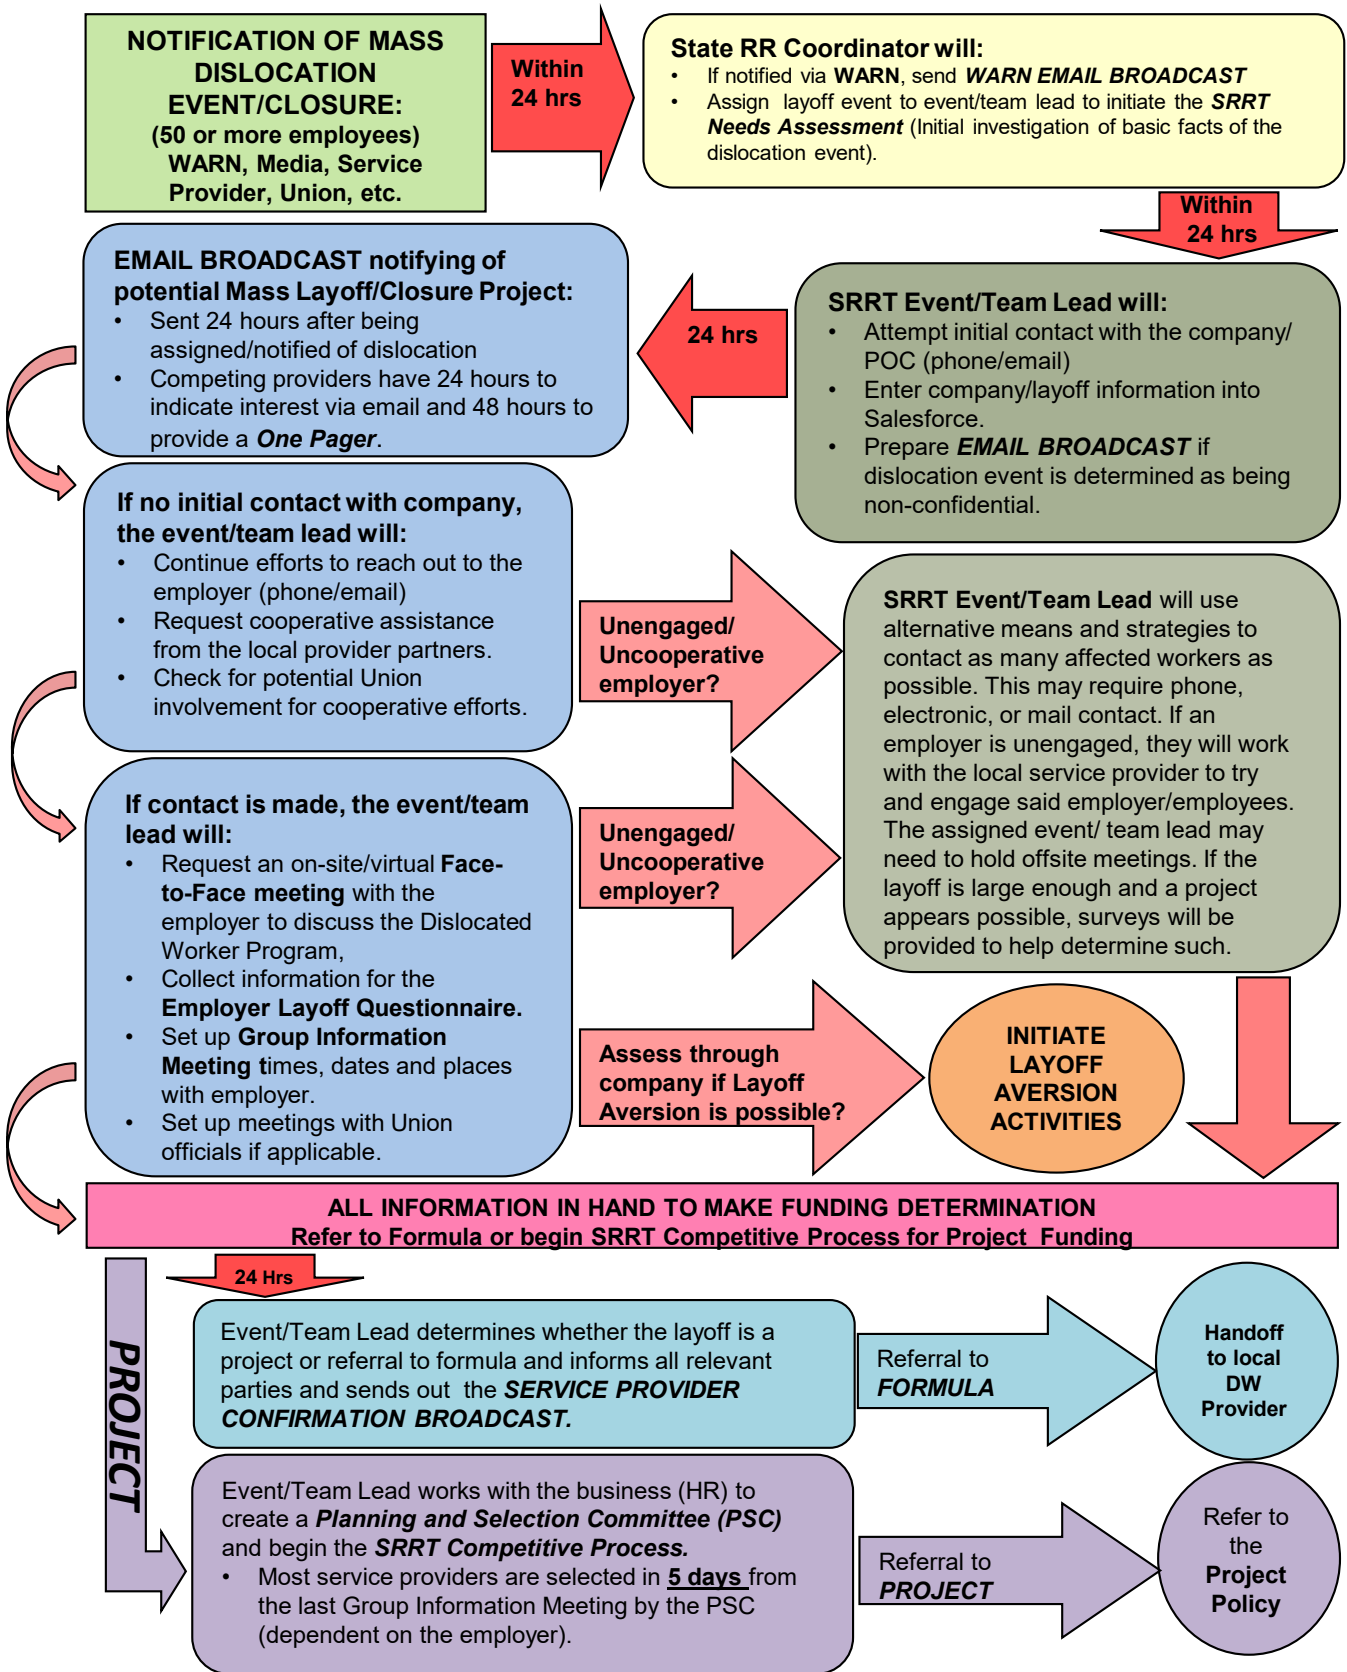 NOTIFICATION OF MASS
DISLOCATION
EVENT/CLOSURE:
(50 or more employees)
WARN, Media, Service
Provider, Union, etc.
Within
24 hrs
State RR Coordinator will:
• If notified via WARN, send WARN EMAIL BROADCAST
• Assign layoff event to event/team lead to initiate the SRRT
Needs Assessment (Initial investigation of basic facts of the
dislocation event).
Within
24 hrs
SRRT Event/Team Lead will:
• Attempt initial contact with the company/
POC (phone/email)
• Enter company/layoff information into
Salesforce.
• Prepare EMAIL BROADCAST if
dislocation event is determined as being
non-confidential.
24 hrs
EMAIL BROADCAST notifying of
potential Mass Layoff/Closure Project:
• Sent 24 hours after being
assigned/notified of dislocation
• Competing providers have 24 hours to
indicate interest via email and 48 hours to
provide a One Pager.
If no initial contact with company,
the event/team lead will:
• Continue efforts to reach out to the
employer (phone/email)
• Request cooperative assistance
from the local provider partners.
• Check for potential Union
involvement for cooperative efforts.
Unengaged/
Uncooperative
employer?
SRRT Event/Team Lead will use
alternative means and strategies to
contact as many affected workers as
possible. This may require phone,
electronic, or mail contact. If an
employer is unengaged, they will work
with the local service provider to try
and engage said employer/employees.
The assigned event/ team lead may
need to hold offsite meetings. If the
layoff is large enough and a project
appears possible, surveys will be
provided to help determine such.
If contact is made, the event/team
lead will:
• Request an on-site/virtual Face-
to-Face meeting with the
employer to discuss the Dislocated
Worker Program,
• Collect information for the
Employer Layoff Questionnaire.
• Set up Group Information
Meeting times, dates and places
with employer.
• Set up meetings with Union
officials if applicable.
Unengaged/
Uncooperative
employer?
Assess through
company if Layoff
Aversion is possible?
INITIATE
LAYOFF
AVERSION
ACTIVITIES
ALL INFORMATION IN HAND TO MAKE FUNDING DETERMINATION
Refer to Formula or begin SRRT Competitive Process for Project Funding
PROJECT
24 Hrs
Event/Team Lead determines whether the layoff is a
project or referral to formula and informs all relevant
parties and sends out the SERVICE PROVIDER
CONFIRMATION BROADCAST.
Referral to
FORMULA
Handoff
to local
DW
Provider
Event/Team Lead works with the business (HR) to
create a Planning and Selection Committee (PSC)
and begin the SRRT Competitive Process.
• Most service providers are selected in 5 days from
the last Group Information Meeting by the PSC
(dependent on the employer).
Referral to
PROJECT
Refer to
the
Project
Policy